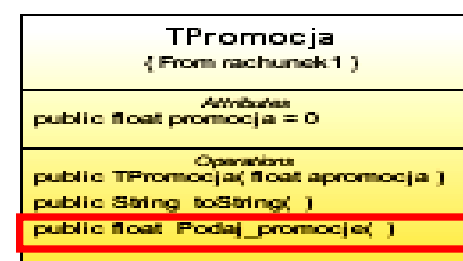 TPromocja
{ From rachunek1 }
Attributes
public float promocja = 0
Operations
public TPromocja( float apromocja )
public String toString( )
public float Podaj_promocje( )